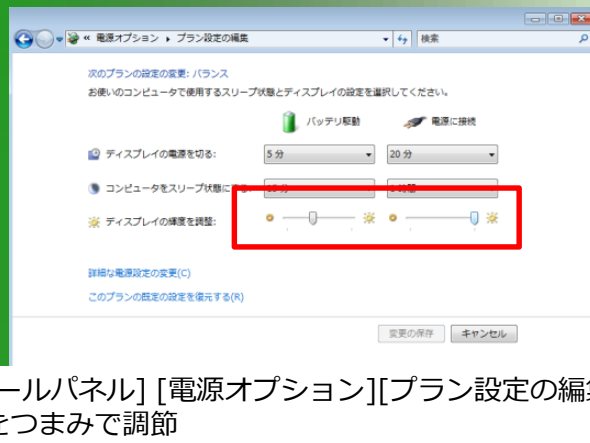 « 電源オプション ▸ プラン設定の編集 検索
次のプランの設定の変更: バランス
お使いのコンピュータで使用するスリープ状態とディスプレイの設定を選択してください。
バッテリ駆動 電源に接続
ディスプレイの電源を切る: 5 分 20 分
コンピュータをスリープ状態に
ディスプレイの輝度を調整:
詳細な電源設定の変更(C)
このプランの既定の設定を復元する(R)
変更の保存 キャンセル
ールパネル] [電源オプション][プラン設定の編集
をつまみで調節